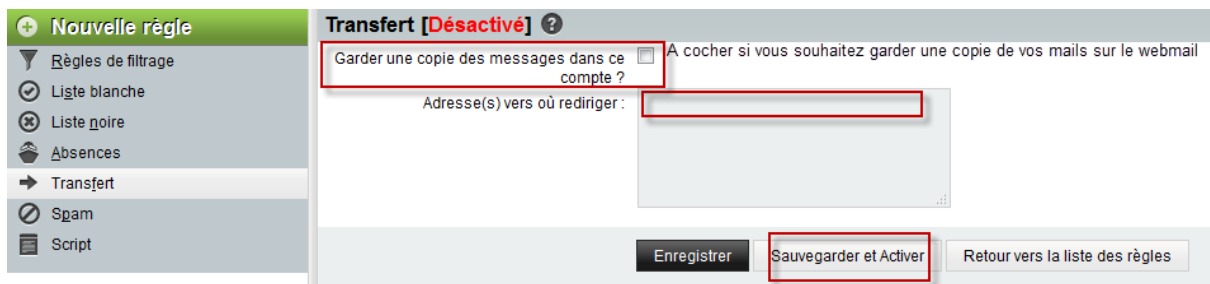 Nouvelle règle
Règles de filtrage
Liste blanche
Liste noire
Absences
Transfert
Spam
Script
Transfert [Désactivé] ?
Garder une copie des messages dans ce
compte ?
A cocher si vous souhaitez garder une copie de vos mails sur le webmail
Adresse(s) vers où rediriger :
Enregistrer
Sauvegarder et Activer
Retour vers la liste des règles